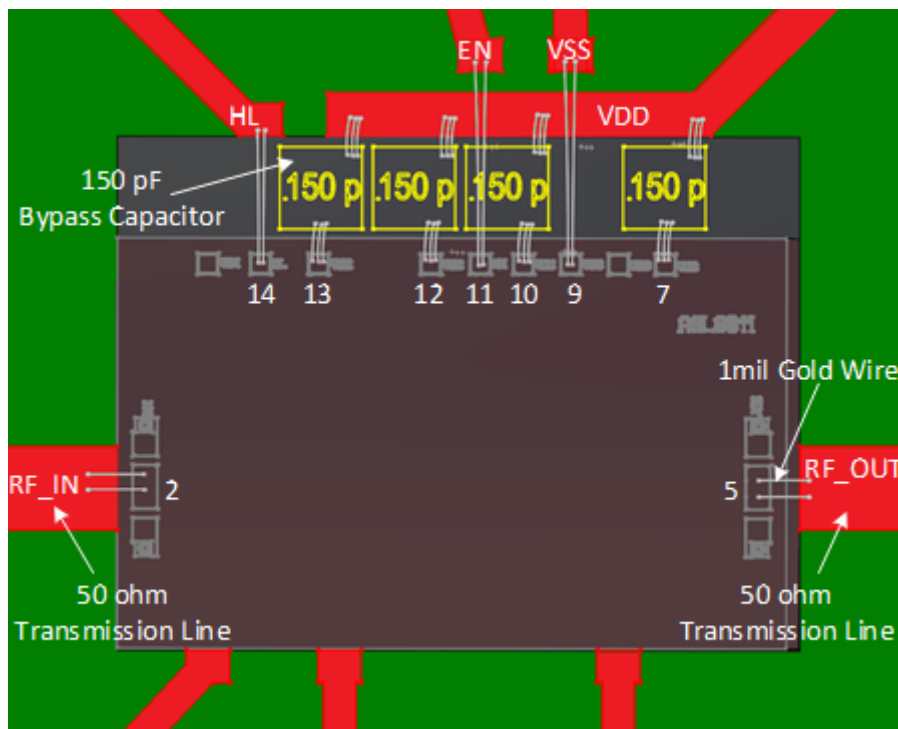 EN
VSS
HL
VDD
150 pF
Bypass Capacitor
.150 p
.150 p
.150 p
.150 p
14
13
12
11
10
9
7
1mil Gold Wire
RF_IN
2
5
RF_OUT
50 ohm
Transmission Line
50 ohm
Transmission Line